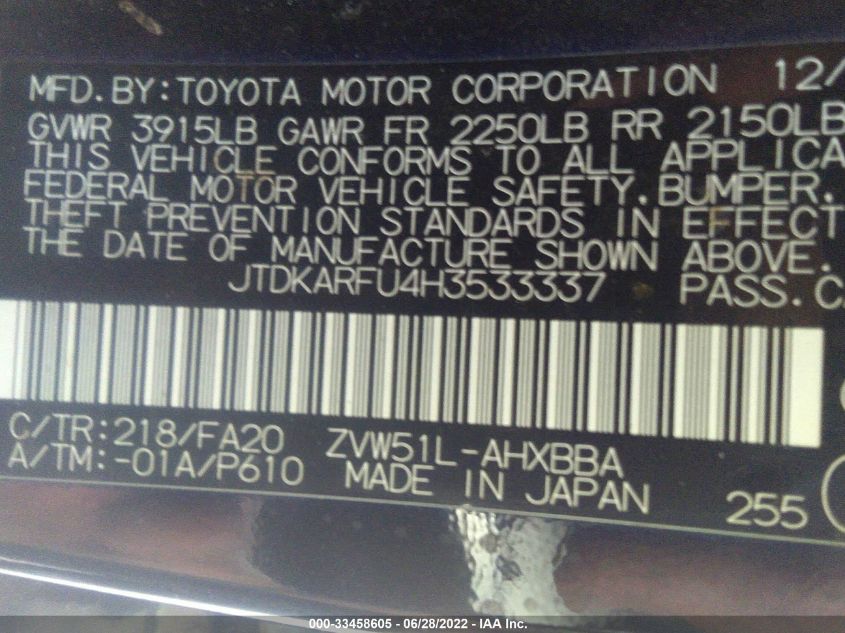 MFD.BY:TOYOTA MOTOR CORPORATION 12/
GVWR 3915LB GAWR FR 2250LB RR 2150LB
THIS VEHICLE CONFORMS TO ALL APPLICA
FEDERAL MOTOR VEHICLE SAFETY.BUMPER.
THEFT PREVENTION STANDARDS IN EFFECT
THE DATE OF MANUFACTURE SHOWN ABOVE.
JTDKARFU4H3533337 PASS.CA
C/TR:218/FA20 ZVW51L-AHXBBA
A/TM:-01A/P610 MADE IN JAPAN 255
000-33458605 - 06/28/2022 - IAA Inc.